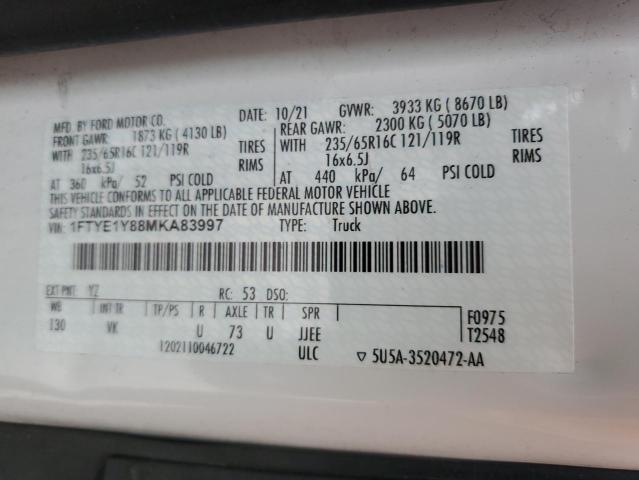 MFD. BY FORD MOTOR CO. DATE: 10/21 GVWR: 3933 KG (8670 LB)
FRONT GAWR: 1873 KG (4130 LB) REAR GAWR: 2300 KG (5070 LB)
WITH 235/65R16C 121/119R TIRES WITH 235/65R16C 121/119R TIRES
16x6.5J RIMS 16x6.5J RIMS
AT 360 kPa/ 52 PSI COLD AT 440 kPa/ 64 PSI COLD
THIS VEHICLE CONFORMS TO ALL APPLICABLE FEDERAL MOTOR VEHICLE
SAFETY STANDARDS IN EFFECT ON THE DATE OF MANUFACTURE SHOWN ABOVE.
VIN: 1FTYE1Y88MKA83997 TYPE: Truck
EXT PNT: YZ RC: 53 DSO:
WB INT TR TP/PS R AXLE TR SPR F0975
130 VK U 73 U JJEE T2548
1202110046722 ULC ▽ 5U5A-3520472-AA